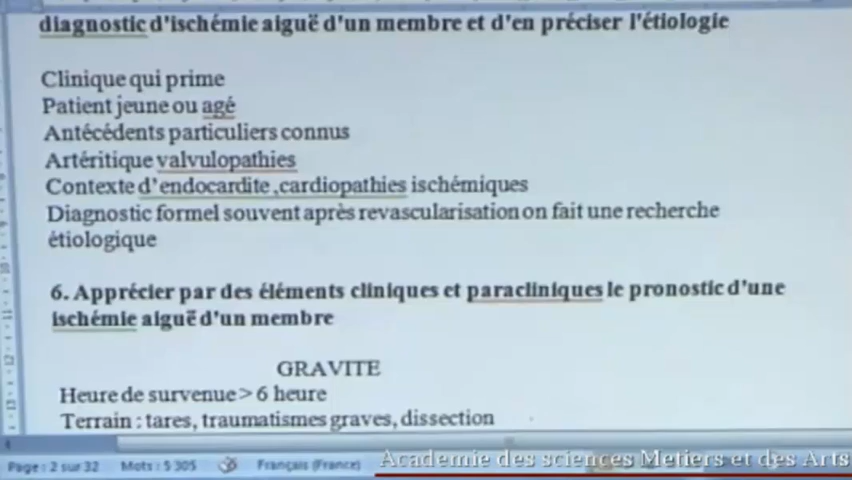 diagnostic d'ischémie aiguë d'un membre et d'en préciser l'étiologie
Clinique qui prime
Patient jeune ou agé
Antécédents particuliers connus
Artéritique valvulopathies
Contexte d'endocardite ,cardiopathies ischémiques
Diagnostic formel souvent après revascularisation on fait une recherche
étiologique
6. Apprécier par des éléments cliniques et paracliniques le pronostic d'une
ischémie aiguë d'un membre
GRAVITE
Heure de survenue > 6 heure
Terrain : tares, traumatismes graves, dissection
Page : 2 sur 32 Mots : 5 305 Français (France)
Academie des sciences Metiers et des Arts